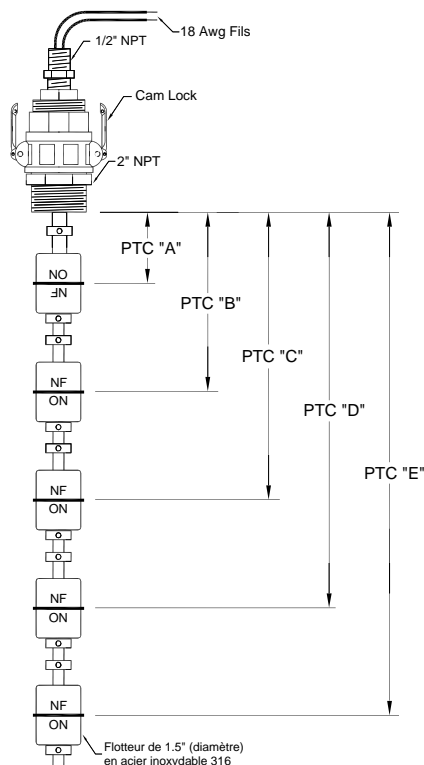 18 Awg Fils
1/2" NPT
Cam Lock
2" NPT
PTC "A"
ON
NF
PTC "B"
PTC "C"
NF
ON
PTC "D"
PTC "E"
NF
ON
NF
ON
NF
ON
Flotteur de 1.5" (diamètre)
en acier inoxydable 316